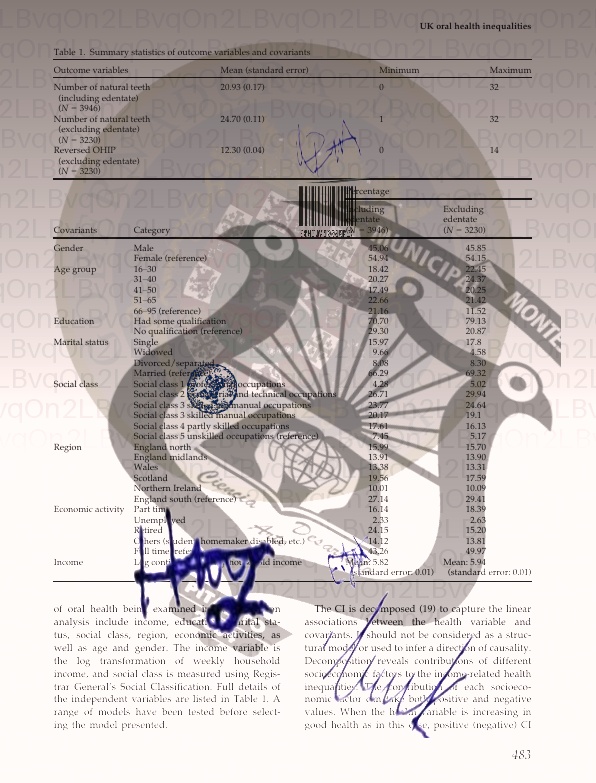 UK oral health inequalities
Table 1. Summary statistics of outcome variables and covariants
Outcome variables Mean (standard error) Minimum Maximum
Number of natural teeth 20.93 (0.17) 0 32
(including edentate)
(N = 3946)
Number of natural teeth 24.70 (0.11) 1 32
(excluding edentate)
(N = 3230)
Reversed OHIP 12.30 (0.04) 0 14
(excluding edentate)
(N = 3230)
Excluding
edentate
Covariants Category 3946) (N = 3230)
Gender Male 45.06 45.85
Female (reference) 54.94 54.15
Age group 16–30 18.42 22.45
31–40 20.27 24.37
41–50 17.49 20.25
51–65 22.66 21.42
66–95 (reference) 21.16 11.52
Education Had some qualification 70.70 79.13
No qualification (reference) 29.30 20.87
Marital status Single 15.97 17.8
Widowed 9.66 4.58
Divorced/separated 8.08 8.30
Married 66.29 69.32
Social class Social class 1 occupations 4.28 5.02
Social class 2 and technical occupations 26.71 29.94
Social class 3 manual occupations 23.77 24.64
Social class 3 skilled manual occupations 20.17 19.1
Social class 4 partly skilled occupations 17.61 16.13
Social class 5 unskilled occupations (reference) 7.45 5.17
Region England north 15.99 15.70
England midlands 13.91 13.90
Wales 13.38 13.31
Scotland 19.56 17.59
Northern Ireland 10.01 10.09
England south (reference) 27.14 29.41
Economic activity Part time 16.14 18.39
Unemployed 2.33 2.63
Retired 24.15 15.20
Others (student, homemaker disabled, etc.) 14.12 13.81
Full time 43.26 49.97
Income Log income Mean: 5.82 Mean: 5.94
(standard error: 0.01) (standard error: 0.01)
of oral health being examined in
analysis include income, education, marital sta-
tus, social class, region, economic activities, as
well as age and gender. The income variable is
the log transformation of weekly household
income, and social class is measured using Regis-
trar General's Social Classification. Full details of
the independent variables are listed in Table 1. A
range of models have been tested before select-
ing the model presented.
The CI is decomposed (19) to capture the linear
associations between the health variable and
covariants. It should not be considered as a struc-
tural model or used to infer a direction of causality.
Decomposition reveals contributions of different
socioeconomic factors to the income-related health
inequalities. The contribution of each socioeco-
nomic factor can take both positive and negative
values. When the health variable is increasing in
good health as in this case, positive (negative) CI
483
UNICIPAL
MONTE
Ciencia